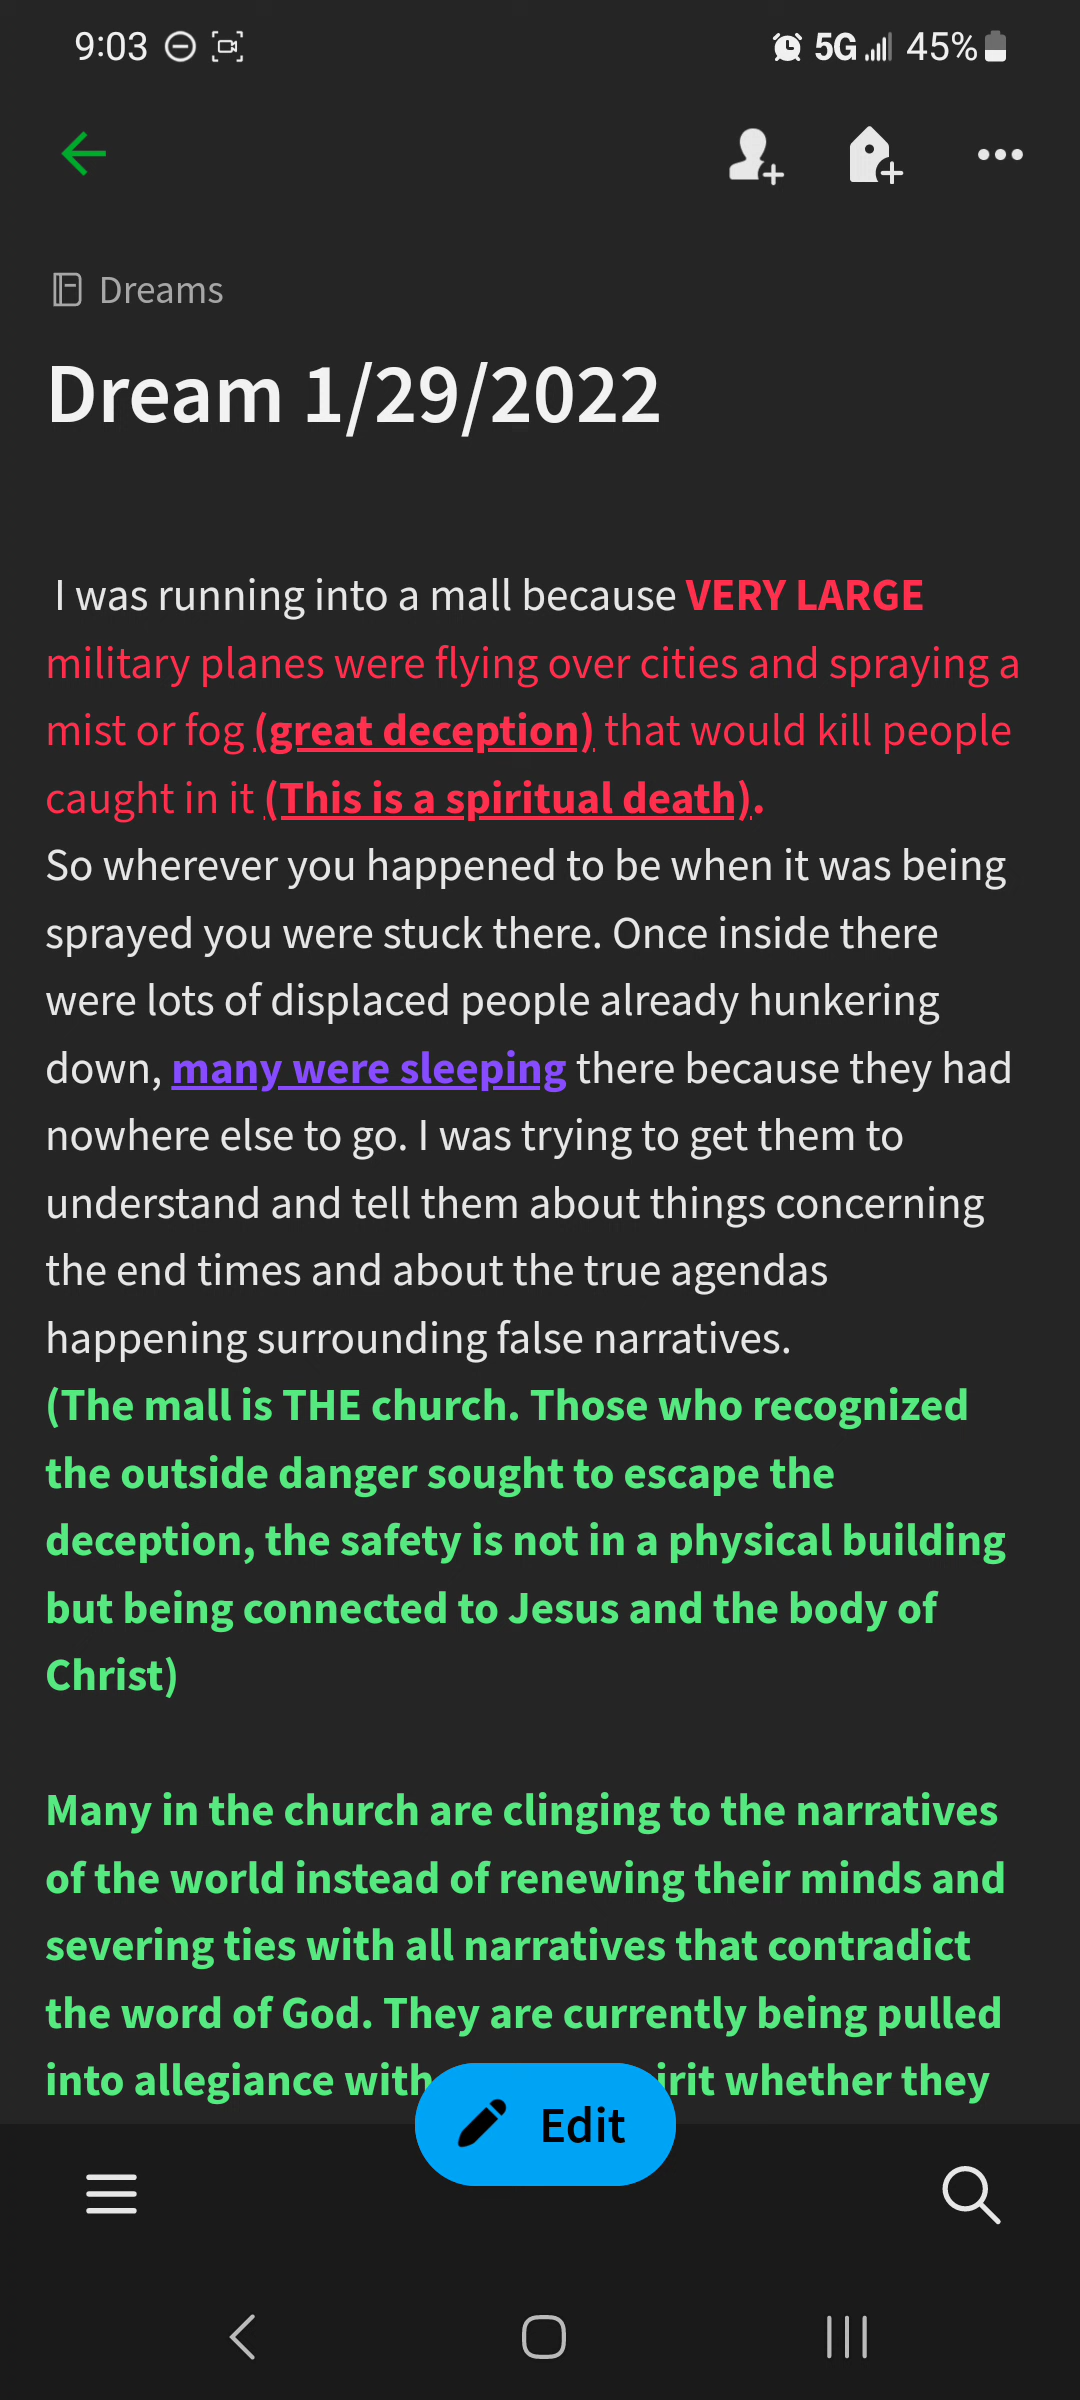 9:03
5G 45%
Dreams
Dream 1/29/2022
I was running into a mall because VERY LARGE
military planes were flying over cities and spraying a
mist or fog (great deception) that would kill people
caught in it (This is a spiritual death).
So wherever you happened to be when it was being
sprayed you were stuck there. Once inside there
were lots of displaced people already hunkering
down, many were sleeping there because they had
nowhere else to go. I was trying to get them to
understand and tell them about things concerning
the end times and about the true agendas
happening surrounding false narratives.
(The mall is THE church. Those who recognized
the outside danger sought to escape the
deception, the safety is not in a physical building
but being connected to Jesus and the body of
Christ)
Many in the church are clinging to the narratives
of the world instead of renewing their minds and
severing ties with all narratives that contradict
the word of God. They are currently being pulled
into allegiance with whether they
Edit